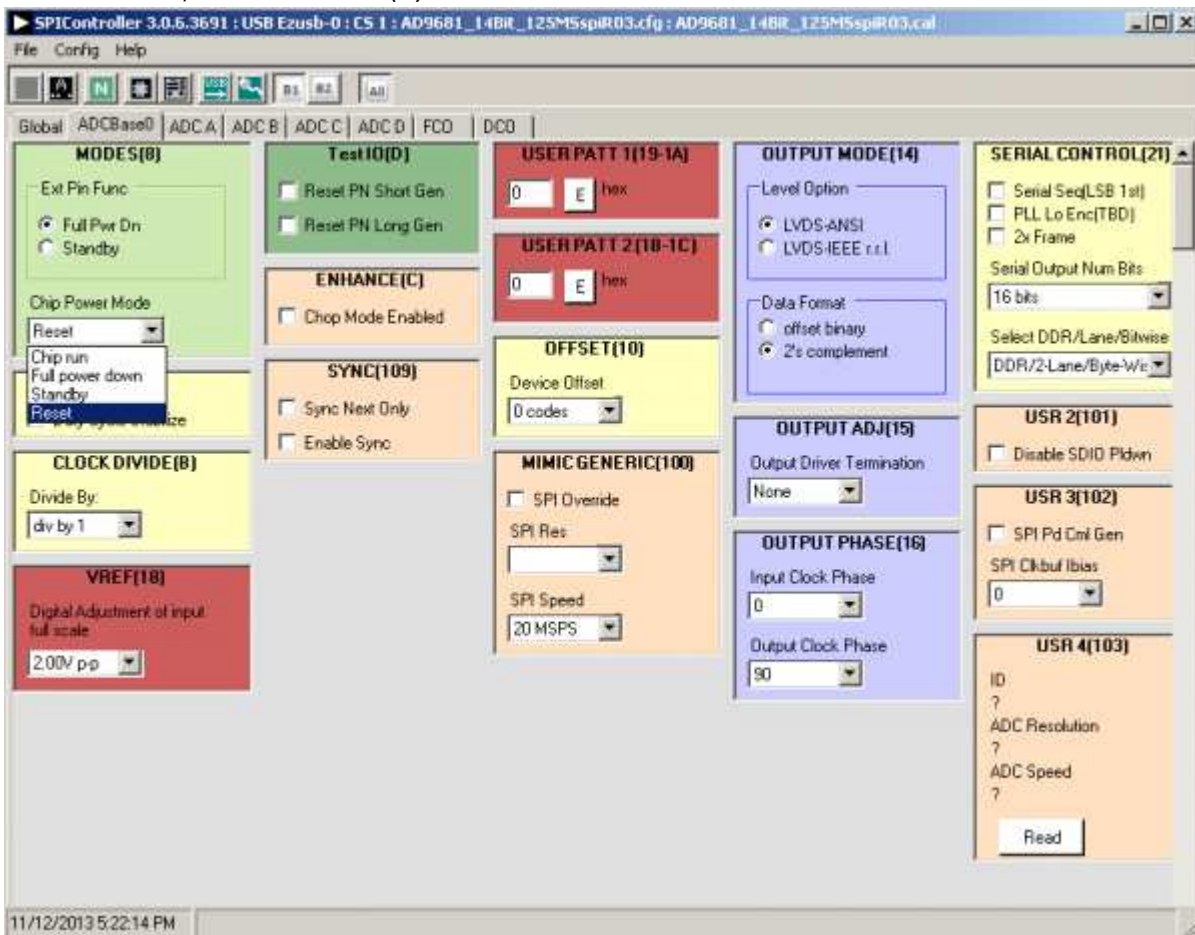 SPIController 3.0.6.3691 : USB Ezusb-0 : CS 1 : AD9681_14Bit_125MSspiR03.cfg : AD9681_14Bit_125MSspiR03.cal
File Config Help
B1 B2 All
Global ADCBase0 ADC A ADC B ADC C ADC D FCO DCO
MODES(8)
Ext Pin Func
Full Pwr Dn
Standby
Chip Power Mode
Reset
Chip run
Full power down
Standby
Reset
CLOCK DIVIDE(B)
Divide By:
div by 1
VREF(18)
Digital Adjustment of input
full scale
2.00V p-p
TestIO(D)
Reset PN Short Gen
Reset PN Long Gen
ENHANCE(C)
Chop Mode Enabled
SYNC(109)
Sync Next Only
Enable Sync
USER PATT 1(19-1A)
0 E hex
USER PATT 2(1B-1C)
0 E hex
OFFSET(10)
Device Offset
0 codes
MIMIC GENERIC(100)
SPI Override
SPI Res
SPI Speed
20 MSPS
OUTPUT MODE(14)
Level Option
LVDS-ANSI
LVDS-IEEE r.r.l.
Data Format
offset binary
2's complement
OUTPUT ADJ(15)
Output Driver Termination
None
OUTPUT PHASE(16)
Input Clock Phase
0
Output Clock Phase
90
SERIAL CONTROL(21)
Serial Seq(LSB 1st)
PLL Lo Enc(TBD)
2x Frame
Serial Output Num Bits
16 bits
Select DDR/Lane/Bitwise
DDR/2-Lane/Byte-Wis
USR 2(101)
Disable SDIO Pldwn
USR 3(102)
SPI Pd Cml Gen
SPI Clkbuf Ibias
0
USR 4(103)
ID
?
ADC Resolution
?
ADC Speed
?
Read
11/12/2013 5:22:14 PM